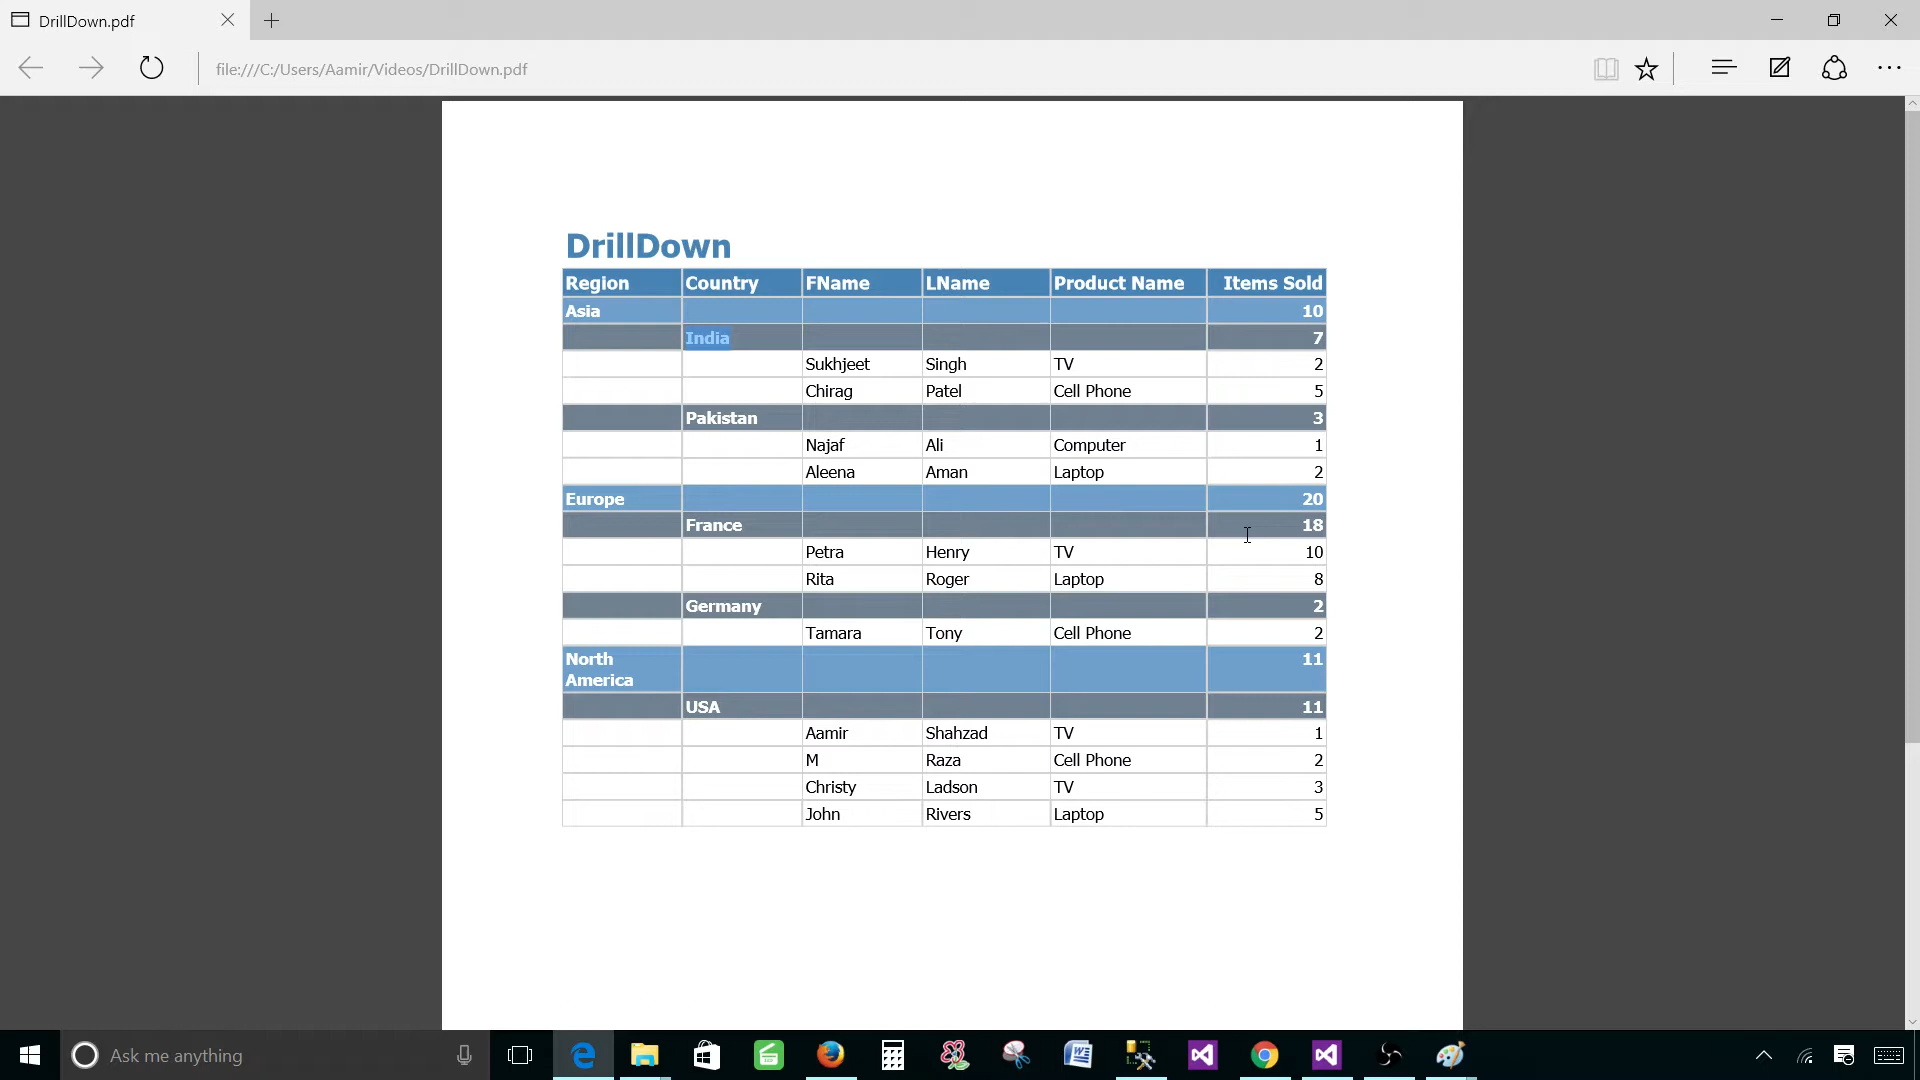 DrillDown.pdf
file:///C:/Users/Aamir/Videos/DrillDown.pdf
DrillDown
Region Country FName LName Product Name Items Sold
Asia 10
India 7
Sukhjeet Singh TV 2
Chirag Patel Cell Phone 5
Pakistan 3
Najaf Ali Computer 1
Aleena Aman Laptop 2
Europe 20
France 18
Petra Henry TV 10
Rita Roger Laptop 8
Germany 2
Tamara Tony Cell Phone 2
North 11
America
USA 11
Aamir Shahzad TV 1
M Raza Cell Phone 2
Christy Ladson TV 3
John Rivers Laptop 5
Ask me anything